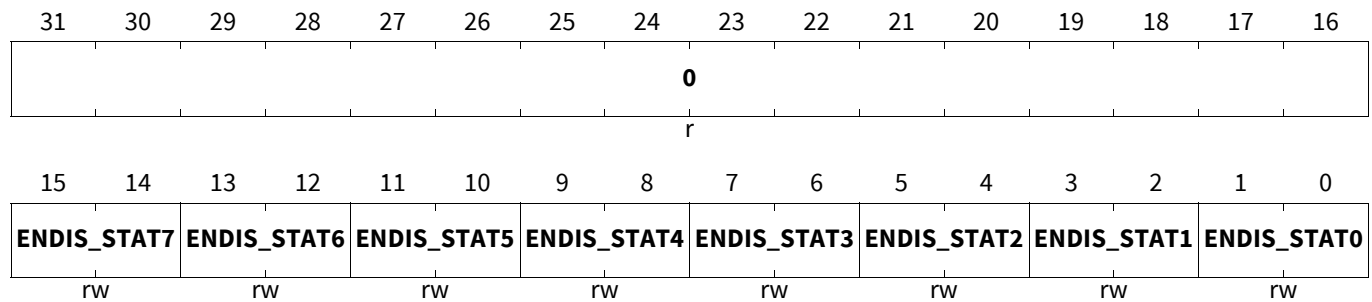 31 30 29 28 27 26 25 24 23 22 21 20 19 18 17 16
0
r
15 14 13 12 11 10 9 8 7 6 5 4 3 2 1 0
ENDIS_STAT7 ENDIS_STAT6 ENDIS_STAT5 ENDIS_STAT4 ENDIS_STAT3 ENDIS_STAT2 ENDIS_STAT1 ENDIS_STAT0
rw rw rw rw rw rw rw rw